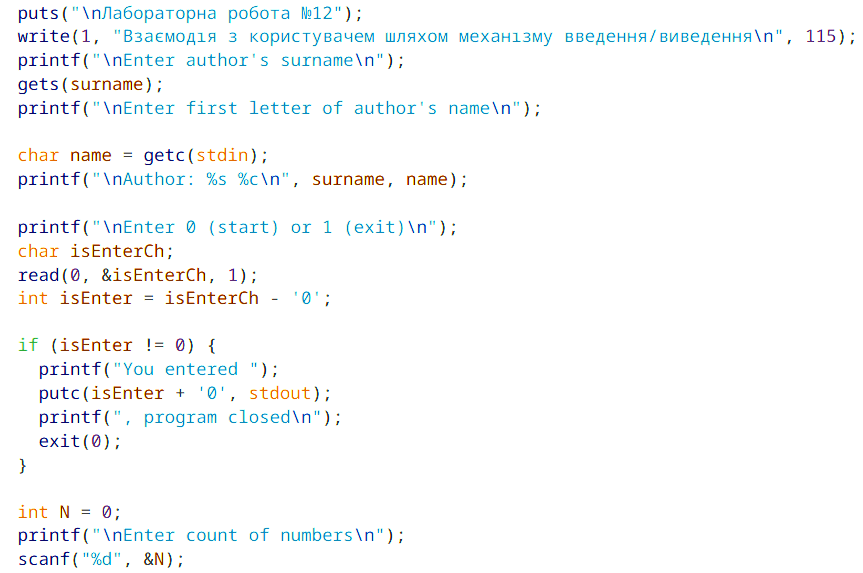 puts("\nЛабораторна робота №12");
write(1, "Взаємодія з користувачем шляхом механізму введення/виведення\n", 115);
printf("\nEnter author's surname\n");
gets(surname);
printf("\nEnter first letter of author's name\n");
char name = getc(stdin);
printf("\nAuthor: %s %c\n", surname, name);
printf("\nEnter 0 (start) or 1 (exit)\n");
char isEnterCh;
read(0, &isEnterCh, 1);
int isEnter = isEnterCh - '0';
if (isEnter != 0) {
  printf("You entered ");
  putc(isEnter + '0', stdout);
  printf(", program closed\n");
  exit(0);
}
int N = 0;
printf("\nEnter count of numbers\n");
scanf("%d", &N);